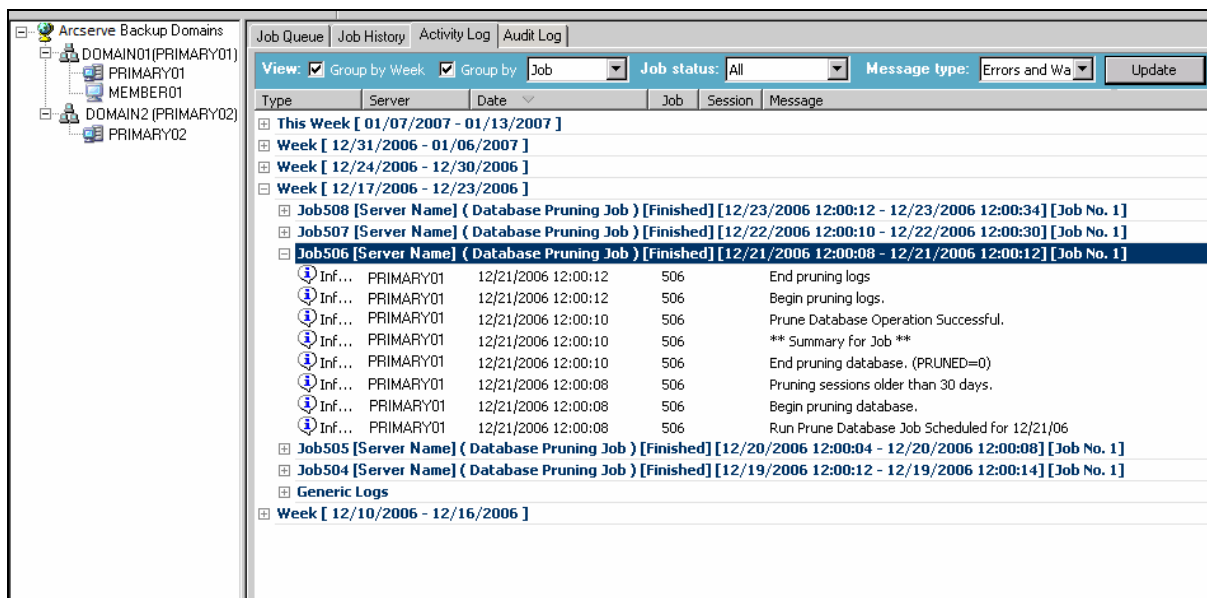 Arcserve Backup Domains
DOMAIN01(PRIMARY01)
PRIMARY01
MEMBER01
DOMAIN2 (PRIMARY02)
PRIMARY02
Job Queue Job History Activity Log Audit Log
View: Group by Week Group by Job Job status: All Message type: Errors and Wa Update
Type Server Date Job Session Message
This Week [ 01/07/2007 - 01/13/2007 ]
Week [ 12/31/2006 - 01/06/2007 ]
Week [ 12/24/2006 - 12/30/2006 ]
Week [ 12/17/2006 - 12/23/2006 ]
Job508 [Server Name] ( Database Pruning Job ) [Finished] [12/23/2006 12:00:12 - 12/23/2006 12:00:34] [Job No. 1]
Job507 [Server Name] ( Database Pruning Job ) [Finished] [12/22/2006 12:00:10 - 12/22/2006 12:00:30] [Job No. 1]
Job506 [Server Name] ( Database Pruning Job ) [Finished] [12/21/2006 12:00:08 - 12/21/2006 12:00:12] [Job No. 1]
Inf... PRIMARY01 12/21/2006 12:00:12 506 End pruning logs
Inf... PRIMARY01 12/21/2006 12:00:12 506 Begin pruning logs.
Inf... PRIMARY01 12/21/2006 12:00:10 506 Prune Database Operation Successful.
Inf... PRIMARY01 12/21/2006 12:00:10 506 ** Summary for Job **
Inf... PRIMARY01 12/21/2006 12:00:10 506 End pruning database. (PRUNED=0)
Inf... PRIMARY01 12/21/2006 12:00:08 506 Pruning sessions older than 30 days.
Inf... PRIMARY01 12/21/2006 12:00:08 506 Begin pruning database.
Inf... PRIMARY01 12/21/2006 12:00:08 506 Run Prune Database Job Scheduled for 12/21/06
Job505 [Server Name] ( Database Pruning Job ) [Finished] [12/20/2006 12:00:04 - 12/20/2006 12:00:08] [Job No. 1]
Job504 [Server Name] ( Database Pruning Job ) [Finished] [12/19/2006 12:00:12 - 12/19/2006 12:00:14] [Job No. 1]
Generic Logs
Week [ 12/10/2006 - 12/16/2006 ]